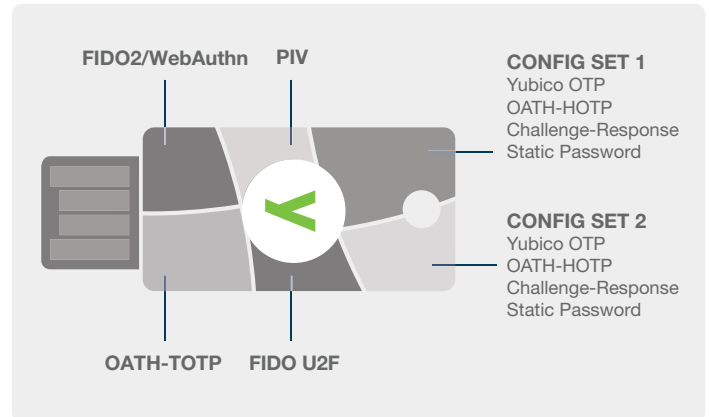 FIDO2/WebAuthn
PIV
CONFIG SET 1
Yubico OTP
OATH-HOTP
Challenge-Response
Static Password
CONFIG SET 2
Yubico OTP
OATH-HOTP
Challenge-Response
Static Password
OATH-TOTP
FIDO U2F